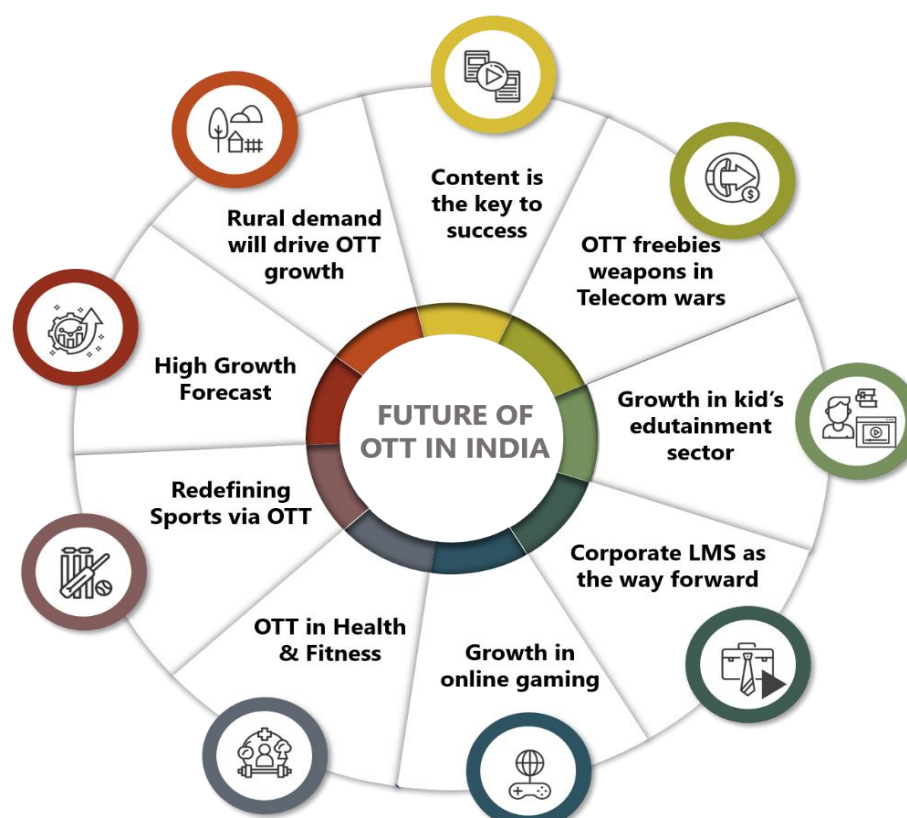 FUTURE OF
OTT IN INDIA
Content is
the key to
success
OTT freebies
weapons in
Telecom wars
Growth in kid’s
edutainment
sector
Corporate LMS as
the way forward
Growth in
online gaming
OTT in Health
& Fitness
Redefining
Sports via OTT
High Growth
Forecast
Rural demand
will drive OTT
growth
$